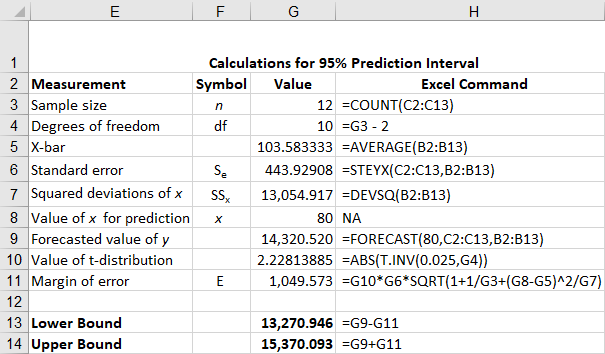 E F G H
1 Calculations for 95% Prediction Interval
2 Measurement Symbol Value Excel Command
3 Sample size n 12 =COUNT(C2:C13)
4 Degrees of freedom df 10 =G3 - 2
5 X-bar 103.583333 =AVERAGE(B2:B13)
6 Standard error Se 443.92908 =STEYX(C2:C13,B2:B13)
7 Squared deviations of x SSx 13,054.917 =DEVSQ(B2:B13)
8 Value of x for prediction x 80 NA
9 Forecasted value of y 14,320.520 =FORECAST(80,C2:C13,B2:B13)
10 Value of t-distribution 2.22813885 =ABS(T.INV(0.025,G4))
11 Margin of error E 1,049.573 =G10*G6*SQRT(1+1/G3+(G8-G5)^2/G7)
12
13 Lower Bound 13,270.946 =G9-G11
14 Upper Bound 15,370.093 =G9+G11